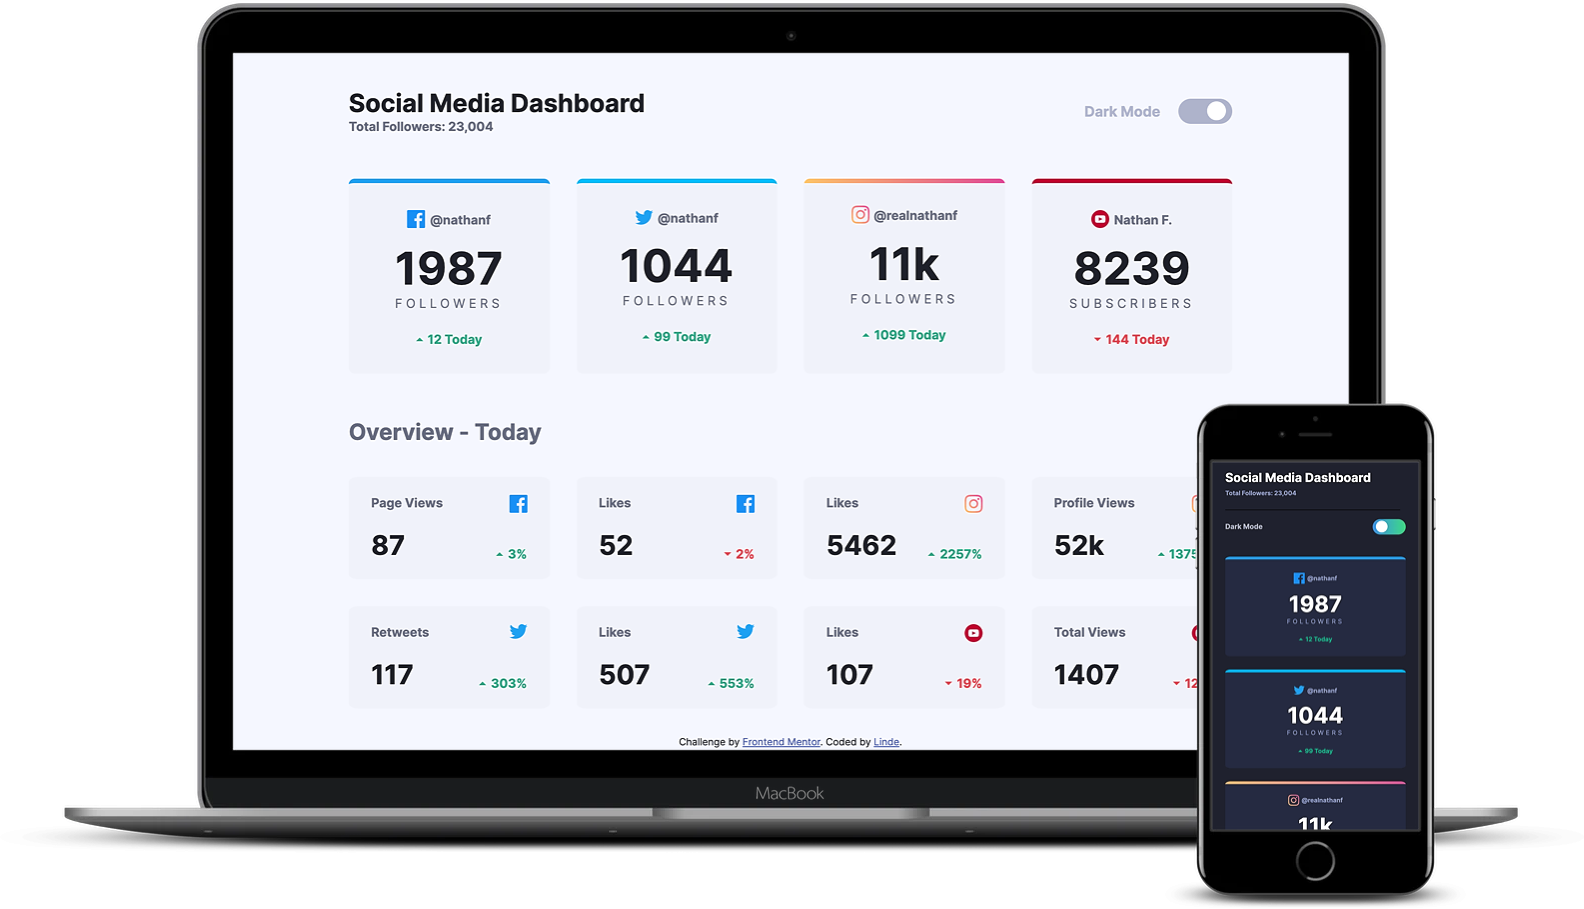 Social Media Dashboard
Total Followers: 23,004
Dark Mode
@nathanf
1987
FOLLOWERS
12 Today
@nathanf
1044
FOLLOWERS
99 Today
@realnathanf
11k
FOLLOWERS
1099 Today
Nathan F.
8239
SUBSCRIBERS
144 Today
Overview - Today
Page Views
87
3%
Likes
52
2%
Likes
5462
2257%
Profile Views
52k
1375
Retweets
117
303%
Likes
507
553%
Likes
107
19%
Total Views
1407
12
Challenge by Frontend Mentor. Coded by Linde.
MacBook
Social Media Dashboard
Total Followers: 23,004
Dark Mode
@nathanf
1987
FOLLOWERS
12 Today
@nathanf
1044
FOLLOWERS
99 Today
@realnathanf
11k